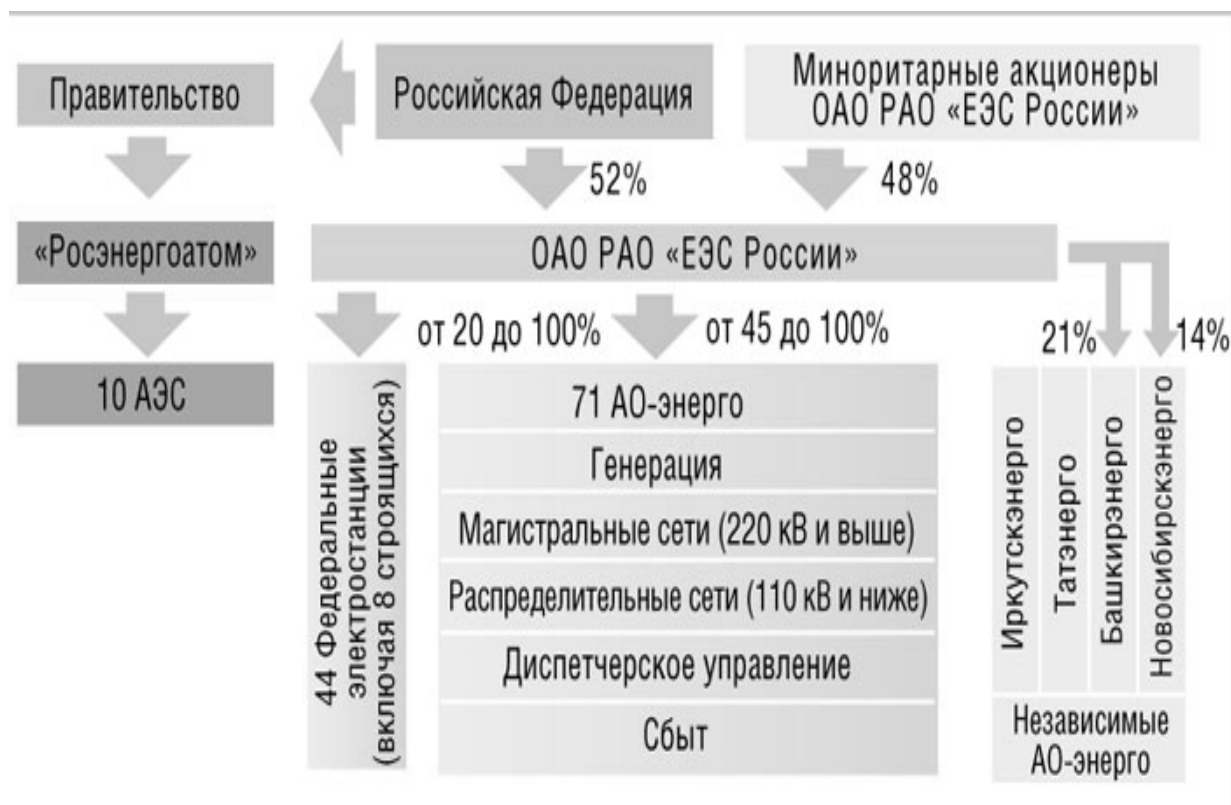 Правительство
Российская Федерация
Миноритарные акционеры
ОАО РАО «ЕЭС России»
52%
48%
«Росэнергоатом»
ОАО РАО «ЕЭС России»
от 20 до 100%
от 45 до 100%
21%
14%
10 АЭС
44 Федеральные
электростанции
(включая 8 строящихся)
71 АО-энерго
Генерация
Магистральные сети (220 кВ и выше)
Распределительные сети (110 кВ и ниже)
Диспетчерское управление
Сбыт
Иркутскэнерго
Татэнерго
Башкирэнерго
Новосибирскэнерго
Независимые
АО-энерго